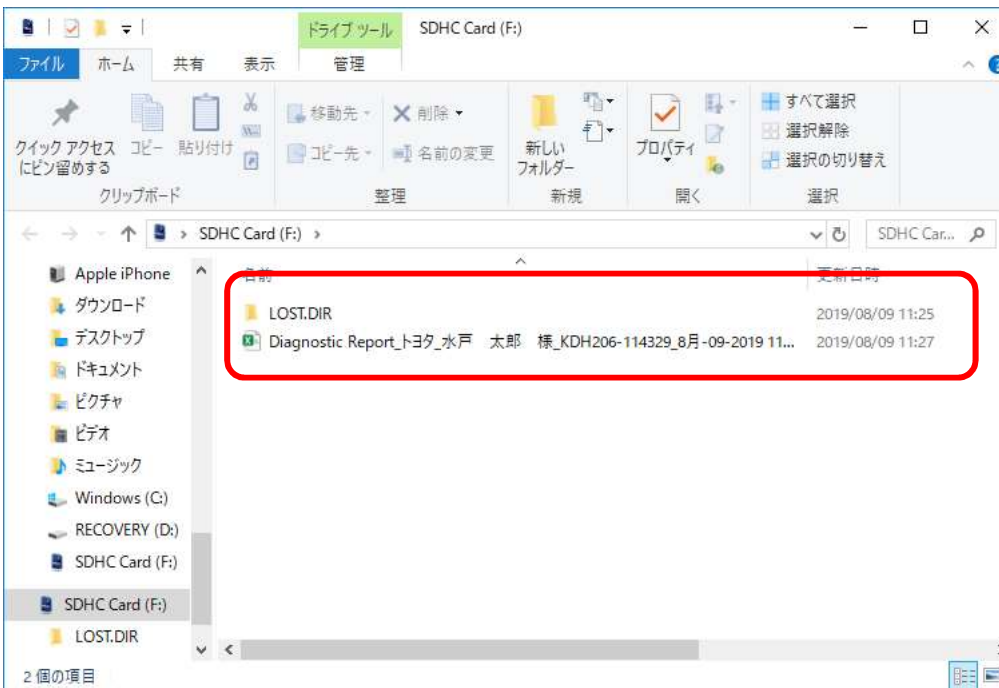 ドライブ ツール SDHC Card (F:)
ファイル ホーム 共有 表示 管理
クイック アクセス
にピン留めする
コピー
貼り付け
移動先
コピー先
削除
名前の変更
新しい
フォルダー
プロパティ
すべて選択
選択解除
選択の切り替え
クリップボード 整理 新規 開く 選択
SDHC Card (F:)
SDHC Car...
名前 更新日時
Apple iPhone
ダウンロード
デスクトップ
ドキュメント
ピクチャ
ビデオ
ミュージック
Windows (C:)
RECOVERY (D:)
SDHC Card (F:)
SDHC Card (F:)
LOST.DIR
LOST.DIR 2019/08/09 11:25
Diagnostic Report_トヨタ_水戸　太郎　様_KDH206-114329_8月-09-2019 11... 2019/08/09 11:27
2 個の項目